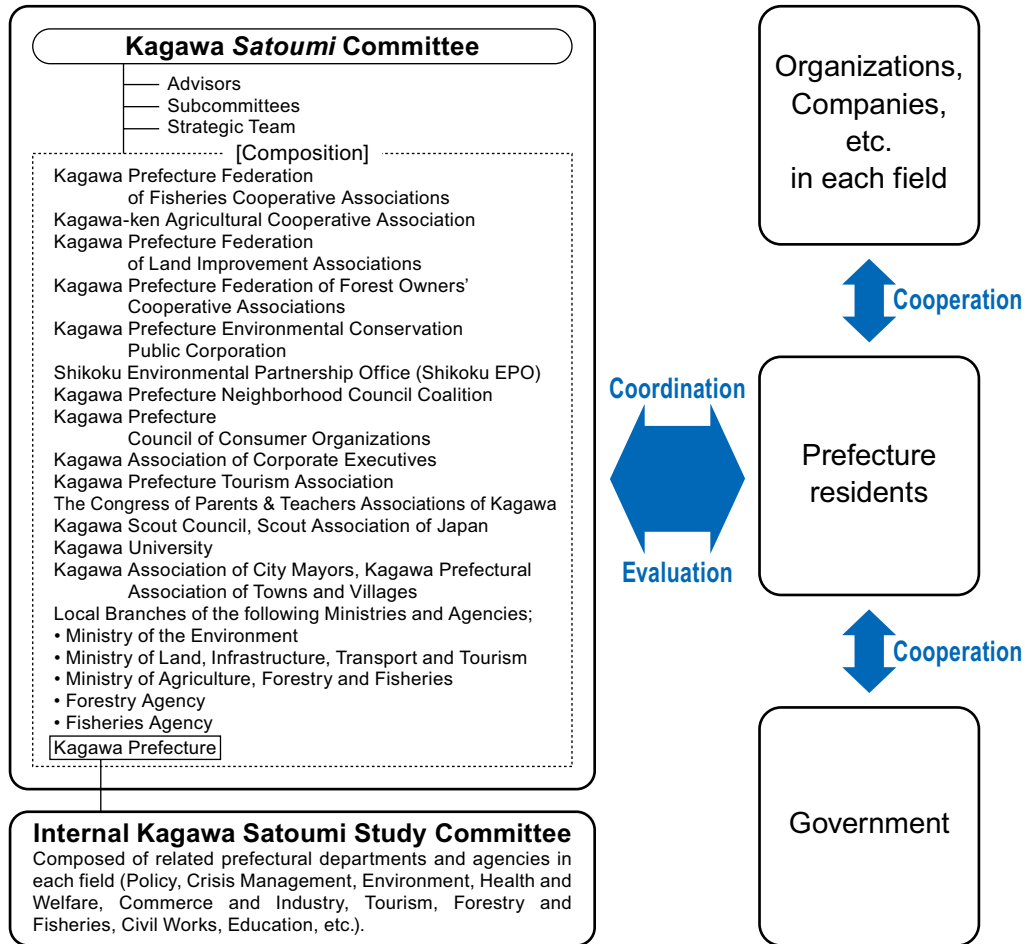 Kagawa Satoumi Committee
Advisors
Subcommittees
Strategic Team
[Composition]
Kagawa Prefecture Federation
of Fisheries Cooperative Associations
Kagawa-ken Agricultural Cooperative Association
Kagawa Prefecture Federation
of Land Improvement Associations
Kagawa Prefecture Federation of Forest Owners’
Cooperative Associations
Kagawa Prefecture Environmental Conservation
Public Corporation
Shikoku Environmental Partnership Office (Shikoku EPO)
Kagawa Prefecture Neighborhood Council Coalition
Kagawa Prefecture
Council of Consumer Organizations
Kagawa Association of Corporate Executives
Kagawa Prefecture Tourism Association
The Congress of Parents & Teachers Associations of Kagawa
Kagawa Scout Council, Scout Association of Japan
Kagawa University
Kagawa Association of City Mayors, Kagawa Prefectural
Association of Towns and Villages
Local Branches of the following Ministries and Agencies;
• Ministry of the Environment
• Ministry of Land, Infrastructure, Transport and Tourism
• Ministry of Agriculture, Forestry and Fisheries
• Forestry Agency
• Fisheries Agency
Kagawa Prefecture
Internal Kagawa Satoumi Study Committee
Composed of related prefectural departments and agencies in
each field (Policy, Crisis Management, Environment, Health and
Welfare, Commerce and Industry, Tourism, Forestry and
Fisheries, Civil Works, Education, etc.).
Coordination
Evaluation
Organizations,
Companies,
etc.
in each field
Cooperation
Prefecture
residents
Cooperation
Government